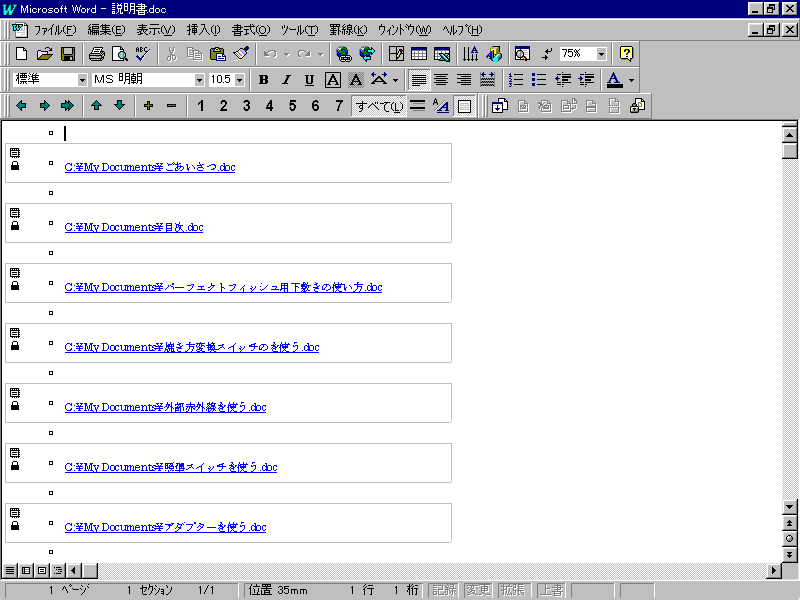 Microsoft Word - 説明書.doc
ファイル(F) 編集(E) 表示(V) 挿入(I) 書式(O) ツール(T) 罫線(K) ウィンドウ(W) ヘルプ(H)
75%
標準 MS 明朝 10.5 B I U A A A
1 2 3 4 5 6 7 すべて(L)
C:¥My Documents¥ごあいさつ.doc
C:¥My Documents¥目次.doc
C:¥My Documents¥パーフェクトフィッシュ用下敷きの使い方.doc
C:¥My Documents¥焼き方変換スイッチのを使う.doc
C:¥My Documents¥外部赤外線を使う.doc
C:¥My Documents¥スイッチを使う.doc
C:¥My Documents¥アダプターを使う.doc
1 ページ 1 セクション 1/1 位置 35mm 1 行 1 桁 記録 変更 拡張 上書